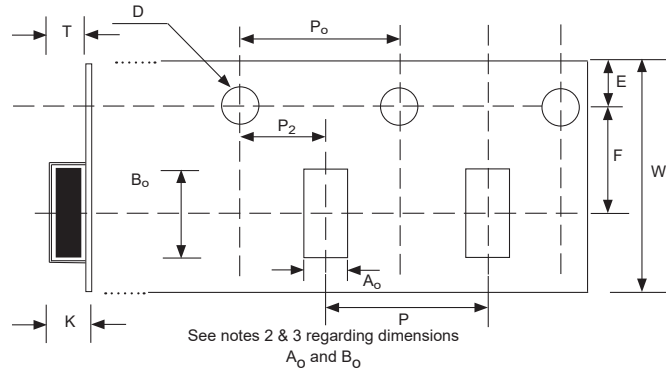 T
D
Po
E
P2
F
W
Bo
Ao
K
P
See notes 2 & 3 regarding dimensions
Ao and Bo